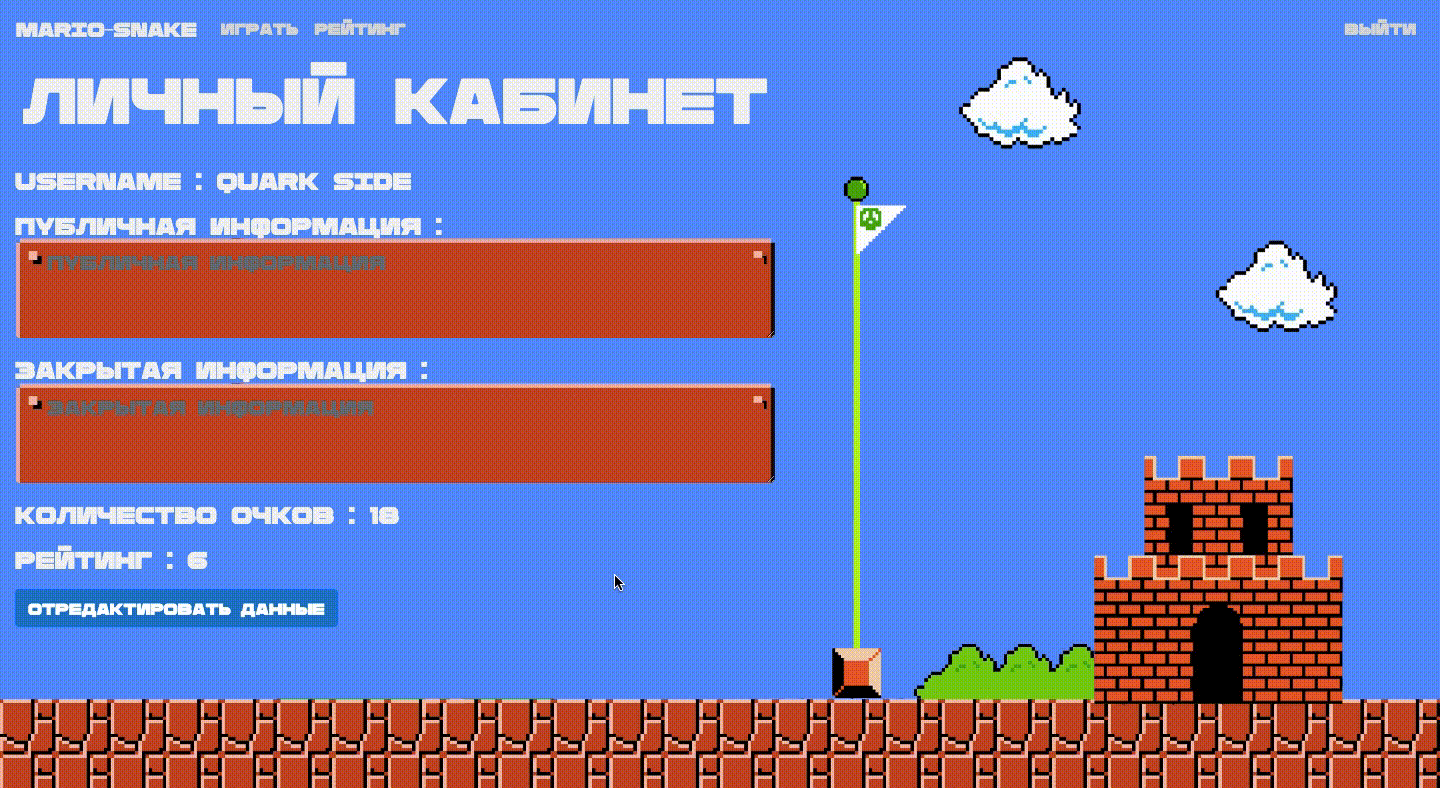 MARIO-SNAKE ИГРАТЬ РЕЙТИНГ ВЫЙТИ
ЛИЧНЫЙ КАБИНЕТ
USERNAME : QUARK SIDE
ПУБЛИЧНАЯ ИНФОРМАЦИЯ :
ПУБЛИЧНАЯ ИНФОРМАЦИЯ
ЗАКРЫТАЯ ИНФОРМАЦИЯ :
ЗАКРЫТАЯ ИНФОРМАЦИЯ
КОЛИЧЕСТВО ОЧКОВ : 18
РЕЙТИНГ : 6
ОТРЕДАКТИРОВАТЬ ДАННЫЕ